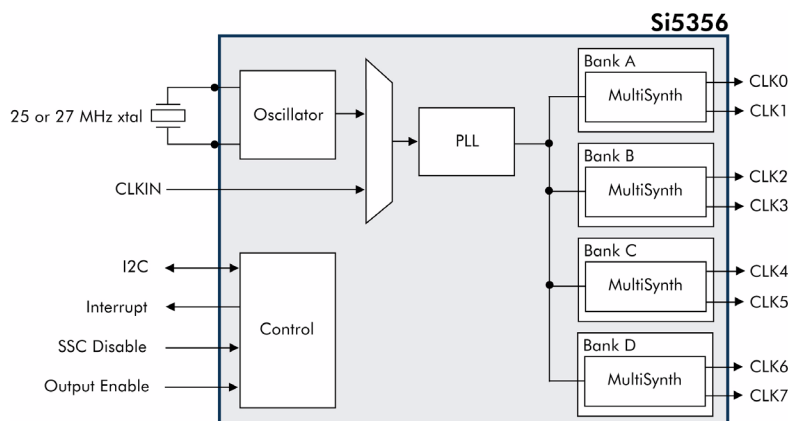 Si5356
25 or 27 MHz xtal
Oscillator
CLKIN
PLL
Bank A
MultiSynth
CLK0
CLK1
Bank B
MultiSynth
CLK2
CLK3
Bank C
MultiSynth
CLK4
CLK5
Bank D
MultiSynth
CLK6
CLK7
I2C
Interrupt
SSC Disable
Output Enable
Control